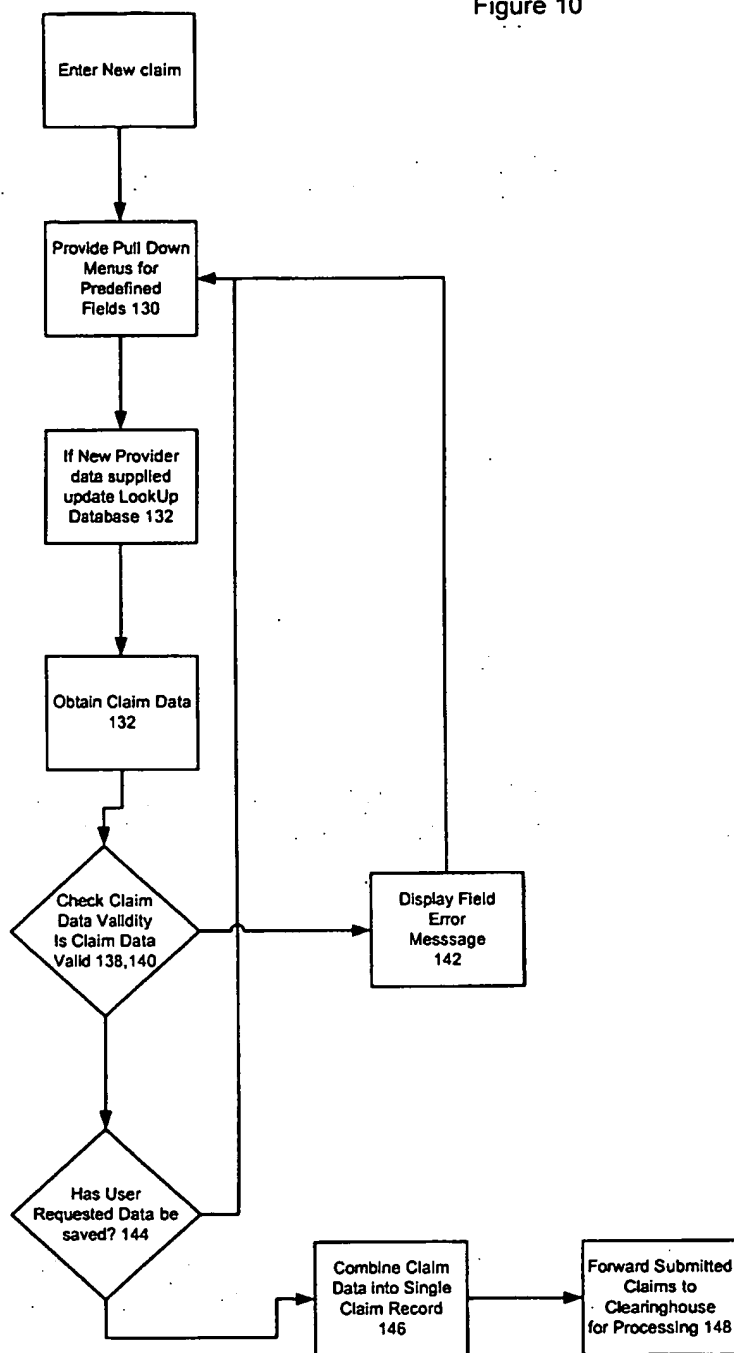 Figure 10
Enter New claim
Provide Pull Down
Menus for
Predefined
Fields 130
If New Provider
data supplied
update LookUp
Database 132
Obtain Claim Data
132
Check Claim
Data Validity
Is Claim Data
Valid 138,140
Display Field
Error
Messsage
142
Has User
Requested Data be
saved? 144
Combine Claim
Data into Single
Claim Record
146
Forward Submitted
Claims to
Clearinghouse
for Processing 148